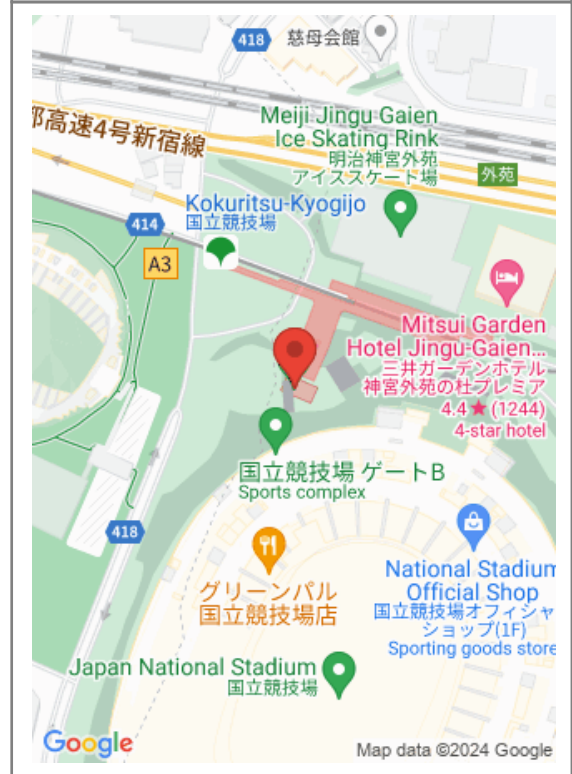 418
慈母会館
都高速4号新宿線
Meiji Jingu Gaien
Ice Skating Rink
明治神宮外苑
アイススケート場
外苑
Kokuritsu-Kyogijo
国立競技場
414
A3
Mitsui Garden
Hotel Jingu-Gaien...
三井ガーデンホテル
神宮外苑の杜プレミア
4.4★(1244)
4-star hotel
国立競技場 ゲートB
Sports complex
418
グリーンパル
国立競技場店
National Stadium
Official Shop
国立競技場オフィシャ
ショップ(1F)
Sporting goods store
Japan National Stadium
国立競技場
Google
Map data ©2024 Google